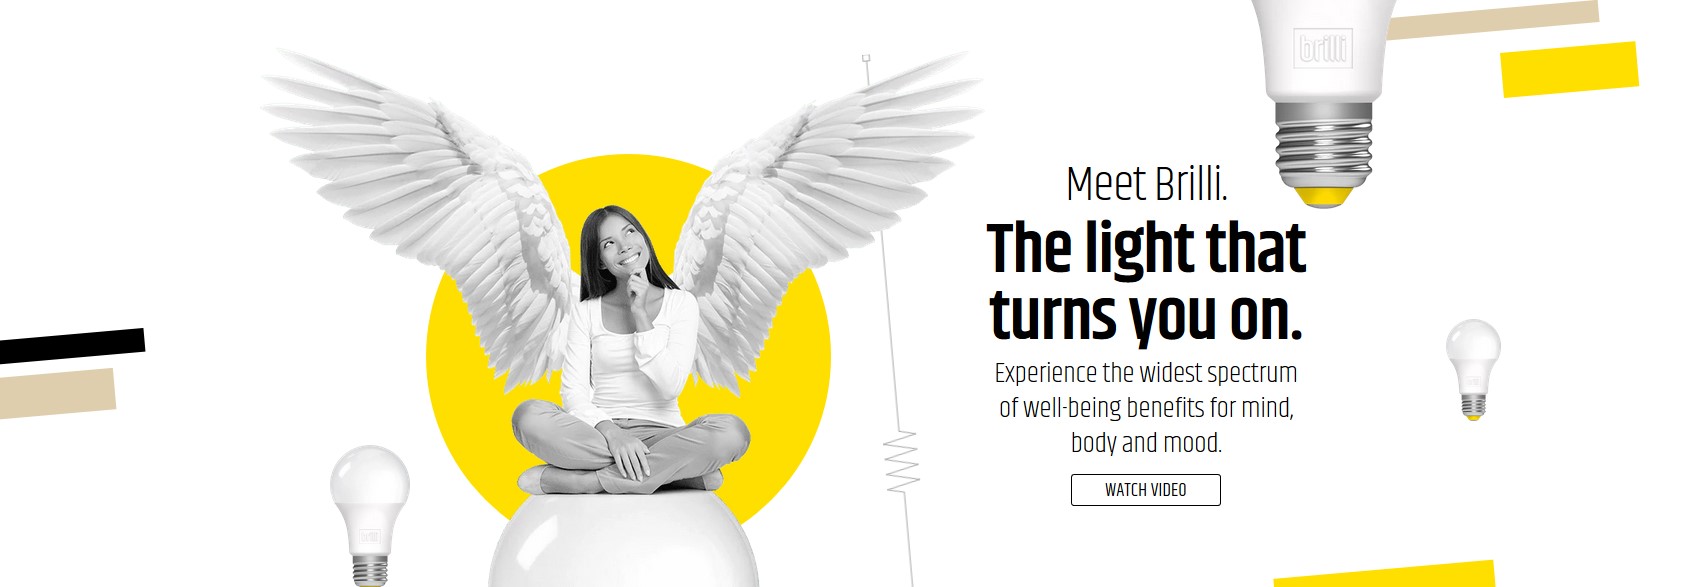 brilli
Meet Brilli.
The light that
turns you on.
Experience the widest spectrum
of well-being benefits for mind,
body and mood.
WATCH VIDEO
brilli